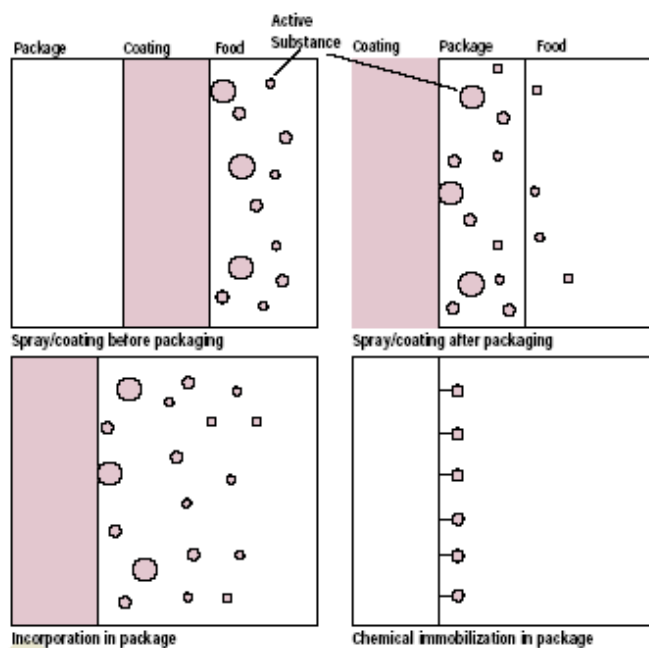 Active
Substance
Package Coating Food
Coating Package Food
Spray/coating before packaging
Spray/coating after packaging
Incorporation in package
Chemical immobilization in package